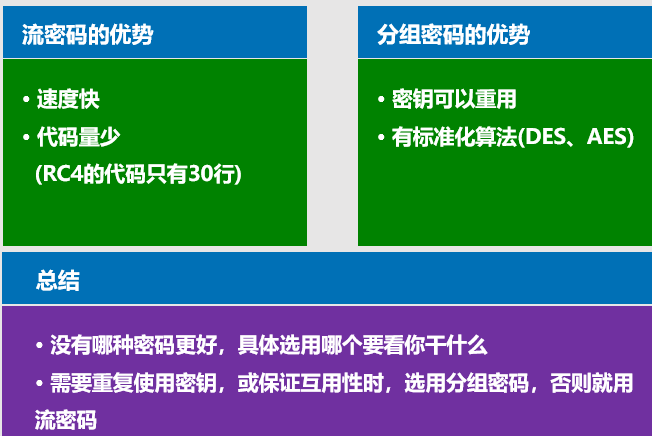 流密码的优势
• 速度快
• 代码量少
(RC4的代码只有30行)
分组密码的优势
• 密钥可以重用
• 有标准化算法(DES、AES)
总结
• 没有哪种密码更好，具体选用哪个要看你干什么
• 需要重复使用密钥，或保证互用性时，选用分组密码，否则就用
流密码